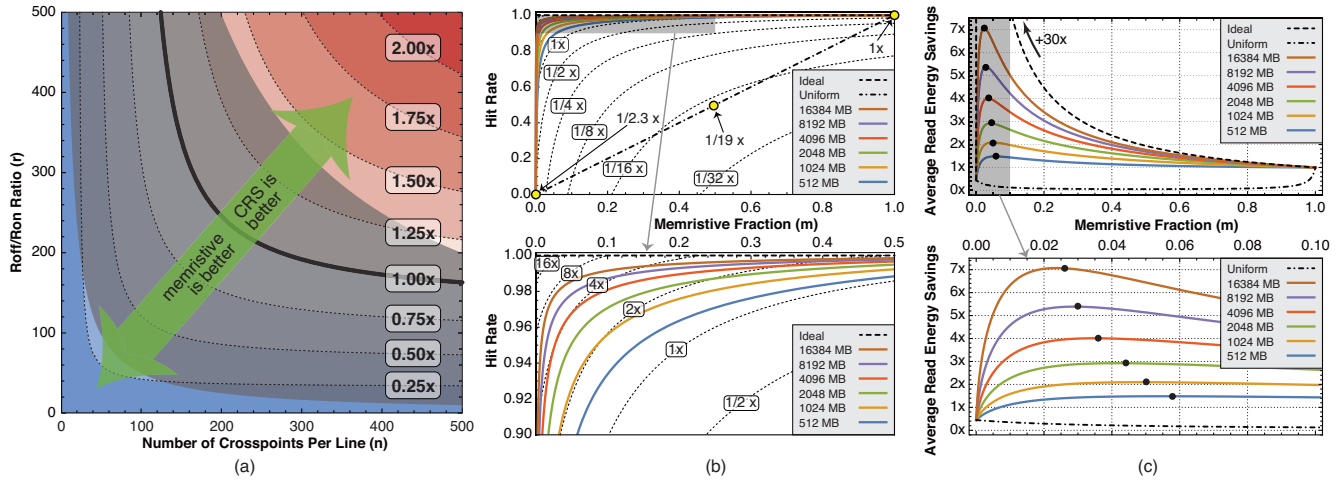 500
400
300
200
100
0
0
100
200
300
400
500
Roff/Ron Ratio (r)
Number of Crosspoints Per Line (n)
2.00x
1.75x
1.50x
1.25x
1.00x
0.75x
0.50x
0.25x
CRS is
better
memristive
is better
(a)
1.0
0.8
0.6
0.4
0.2
0.0
Hit Rate
0.0
0.2
0.4
0.6
0.8
1.0
Memristive Fraction (m)
1x
1/2 x
1/4 x
1/8 x
1/16 x
1/32 x
1/2.3 x
1/19 x
1x
Ideal
Uniform
16384 MB
8192 MB
4096 MB
2048 MB
1024 MB
512 MB
0.0
0.1
0.2
0.3
0.4
0.5
1.00
0.98
0.96
0.94
0.92
0.90
Hit Rate
16x
8x
4x
2x
1x
1/2 x
Ideal
16384 MB
8192 MB
4096 MB
2048 MB
1024 MB
512 MB
(b)
7x
6x
5x
4x
3x
2x
1x
0x
Average Read Energy Savings
+30x
Ideal
Uniform
16384 MB
8192 MB
4096 MB
2048 MB
1024 MB
512 MB
0.0
0.2
0.4
0.6
0.8
1.0
Memristive Fraction (m)
0.00
0.02
0.04
0.06
0.08
0.10
7x
6x
5x
4x
3x
2x
1x
0x
Average Read Energy Savings
Uniform
16384 MB
8192 MB
4096 MB
2048 MB
1024 MB
512 MB
(c)